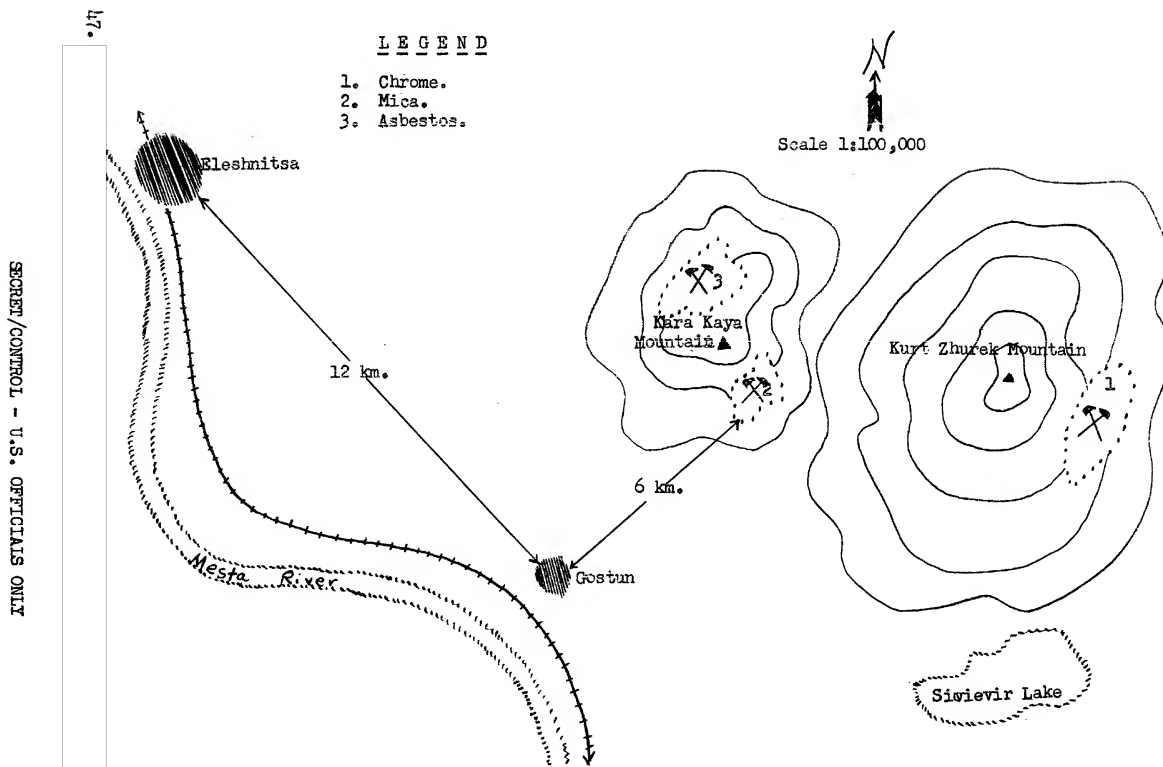 47.
SECRET/CONTROL - U.S. OFFICIALS ONLY
LEGEND
1. Chrome.
2. Mica.
3. Asbestos.
N
Scale 1:100,000
Eleshnitsa
3
Kara Kaya
Mountain
Kurt Zhurek Mountain
12 km.
2
1
6 km.
Mesta River
Gostun
Lake